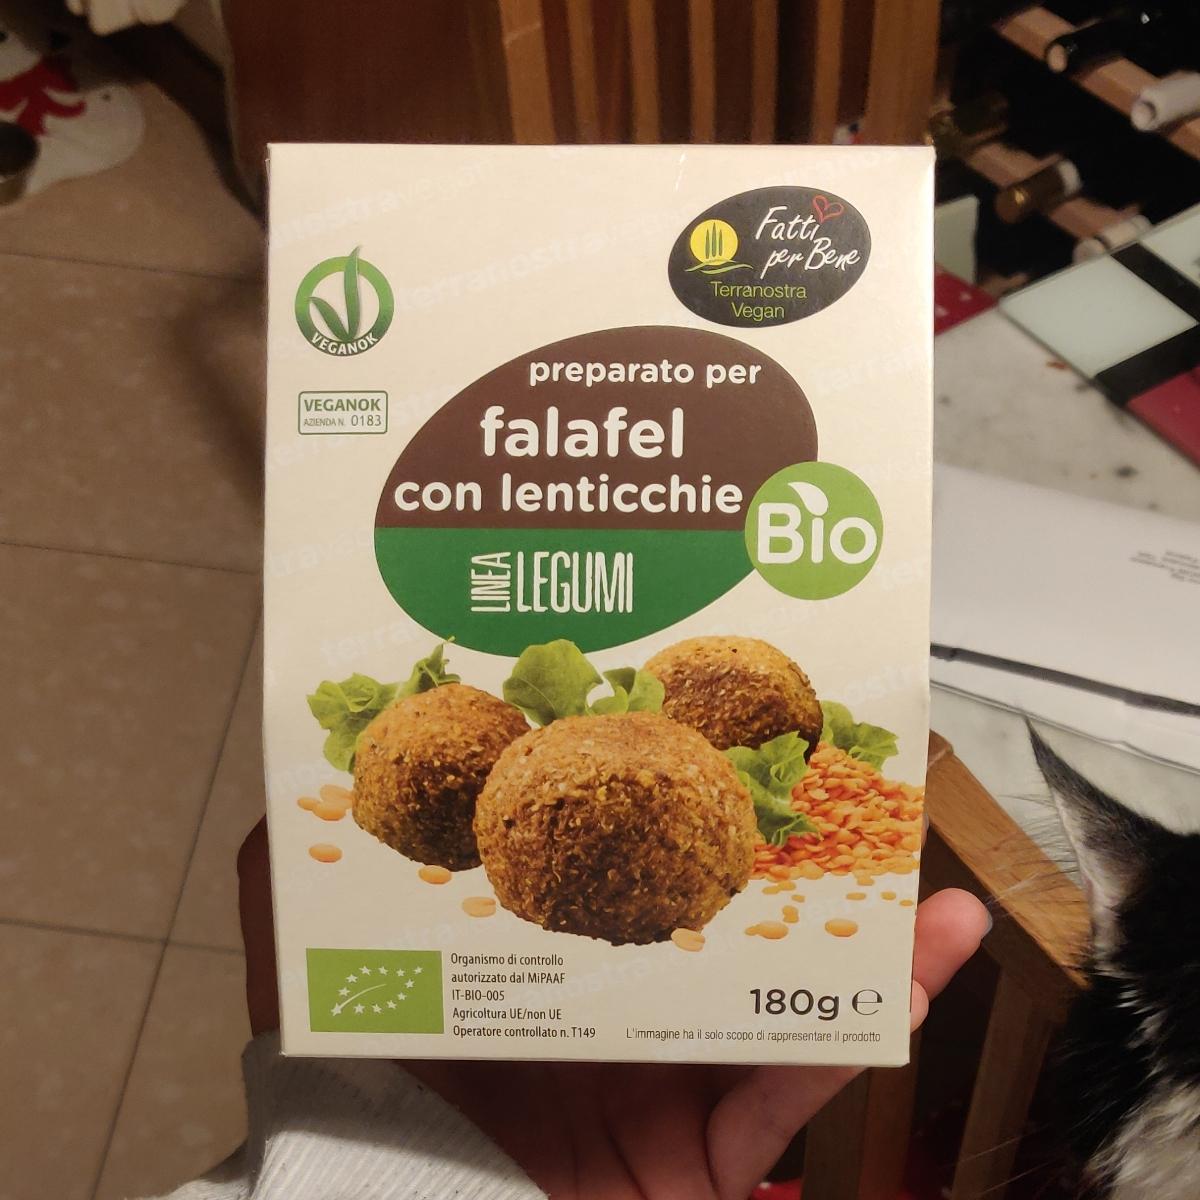 Fatti
per Bene
Terranostra
Vegan
VEGANOK
VEGANOK
AZIENDA N. 0183
preparato per
falafel
con lenticchie
Bio
LINEA
LEGUMI
Organismo di controllo
autorizzato dal MiPAAF
IT-BIO-005
Agricoltura UE/non UE
Operatore controllato n. T149
180g ℮
L'immagine ha il solo scopo di rappresentare il prodotto